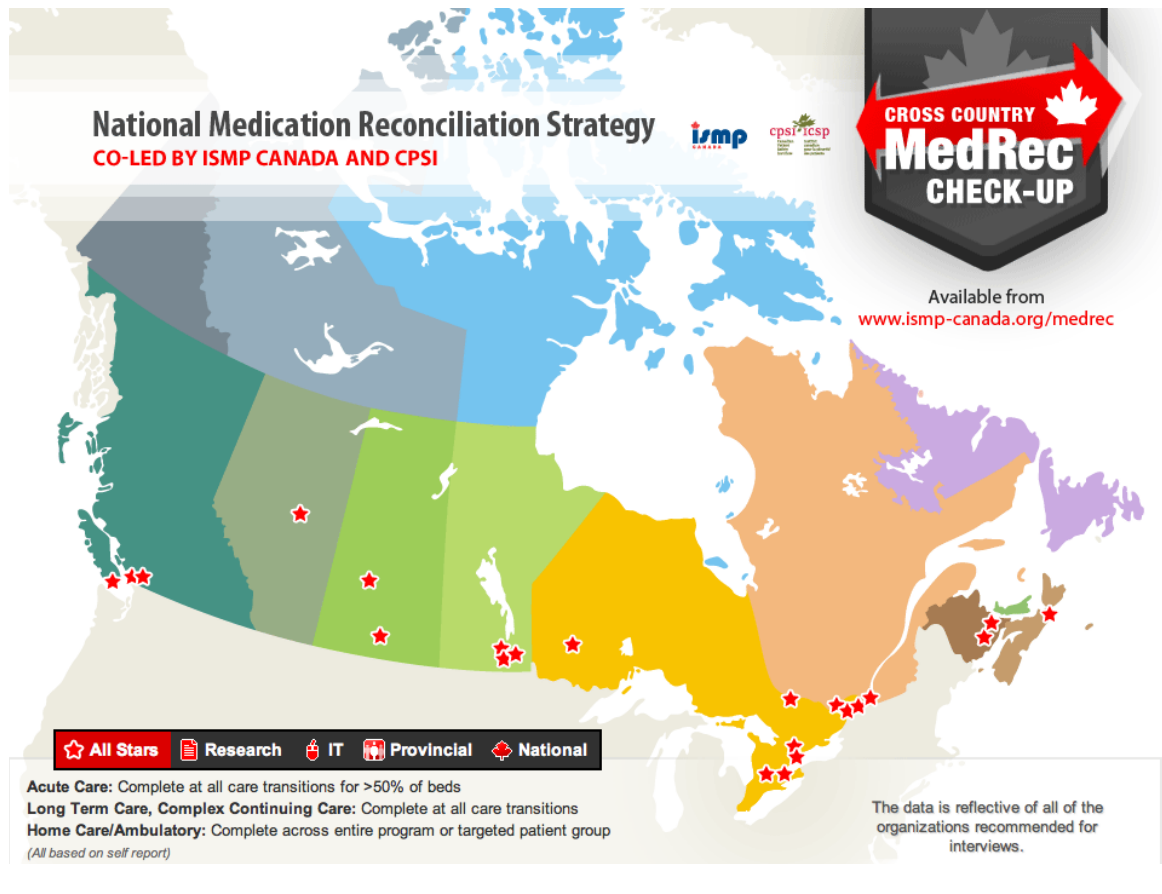 National Medication Reconciliation Strategy
CO-LED BY ISMP CANADA AND CPSI
ismp
CANADA
cpsi·icsp
CROSS COUNTRY
MedRec
CHECK-UP
Available from
www.ismp-canada.org/medrec
All Stars
Research
IT
Provincial
National
Acute Care: Complete at all care transitions for >50% of beds
Long Term Care, Complex Continuing Care: Complete at all care transitions
Home Care/Ambulatory: Complete across entire program or targeted patient group
(All based on self report)
The data is reflective of all of the
organizations recommended for
interviews.